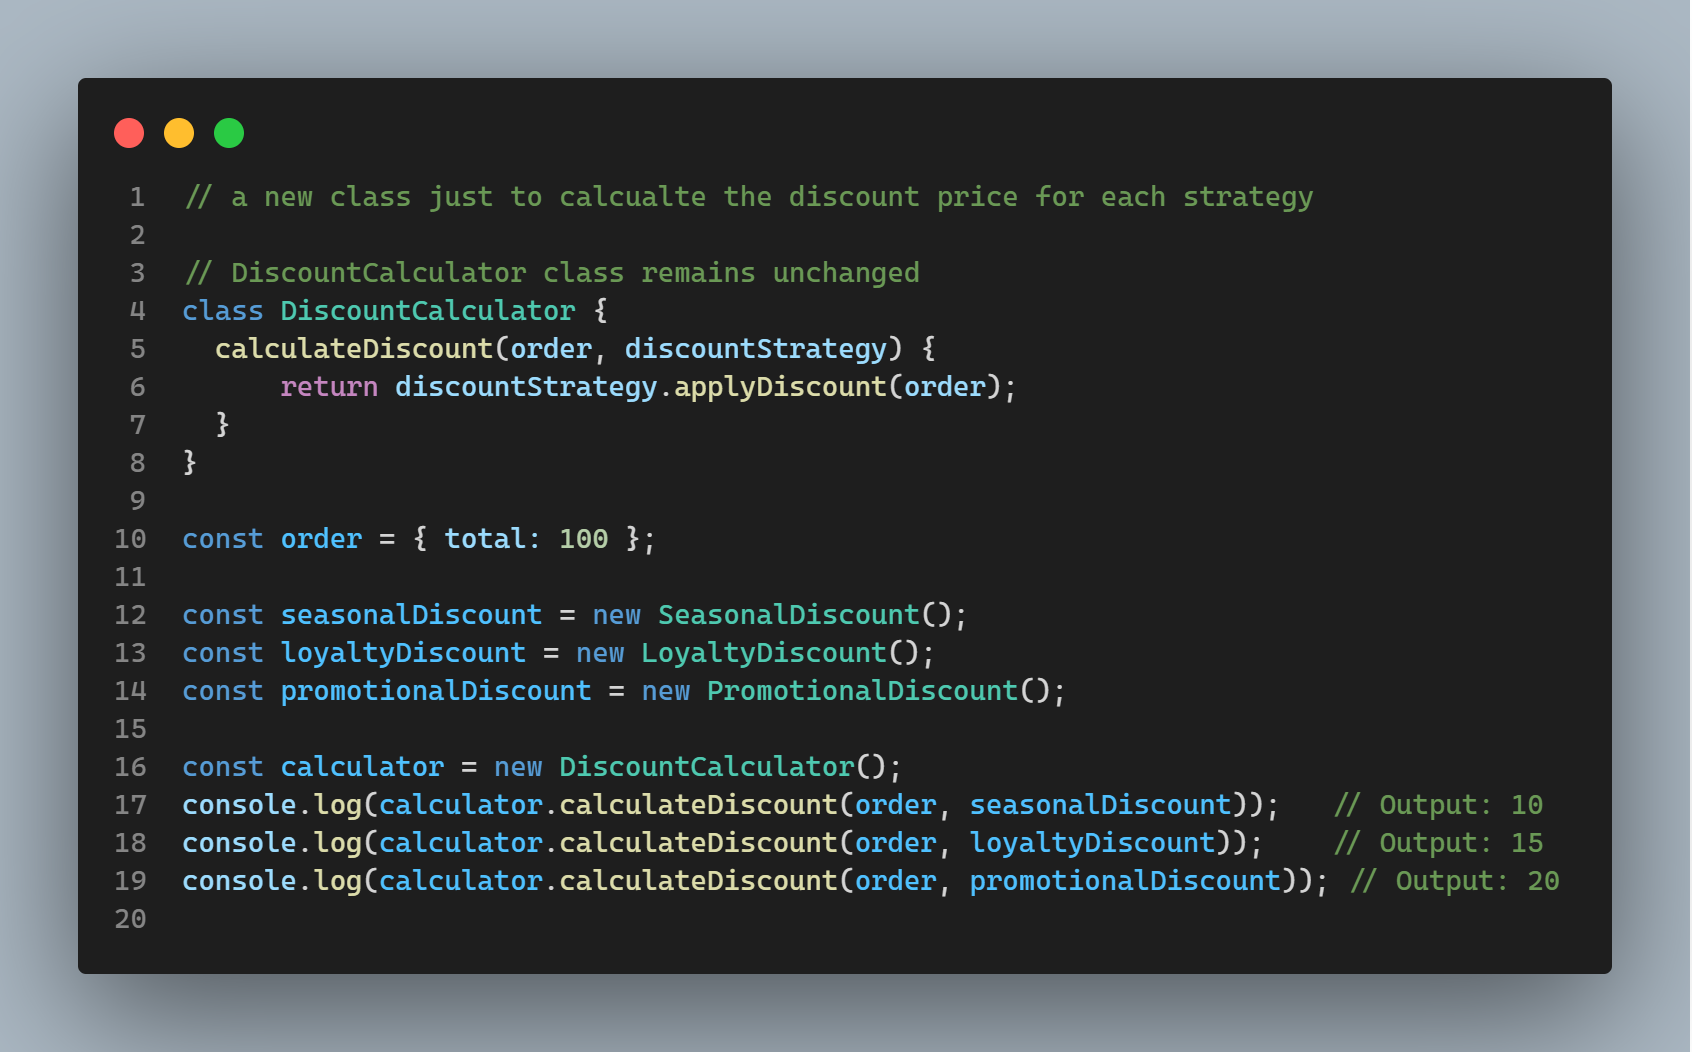 1 // a new class just to calcualte the discount price for each strategy
2
3 // DiscountCalculator class remains unchanged
4 class DiscountCalculator {
5   calculateDiscount(order, discountStrategy) {
6       return discountStrategy.applyDiscount(order);
7   }
8 }
9
10 const order = { total: 100 };
11
12 const seasonalDiscount = new SeasonalDiscount();
13 const loyaltyDiscount = new LoyaltyDiscount();
14 const promotionalDiscount = new PromotionalDiscount();
15
16 const calculator = new DiscountCalculator();
17 console.log(calculator.calculateDiscount(order, seasonalDiscount));   // Output: 10
18 console.log(calculator.calculateDiscount(order, loyaltyDiscount));    // Output: 15
19 console.log(calculator.calculateDiscount(order, promotionalDiscount)); // Output: 20
20